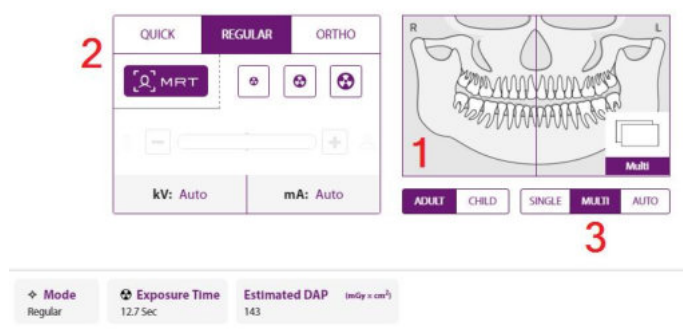 2
QUICK REGULAR ORTHO
MRT
kV: Auto mA: Auto
R L
1
Multi
ADULT CHILD SINGLE MULTI AUTO
3
Mode
Regular
Exposure Time
12.7 Sec
Estimated DAP (mGy × cm²)
143